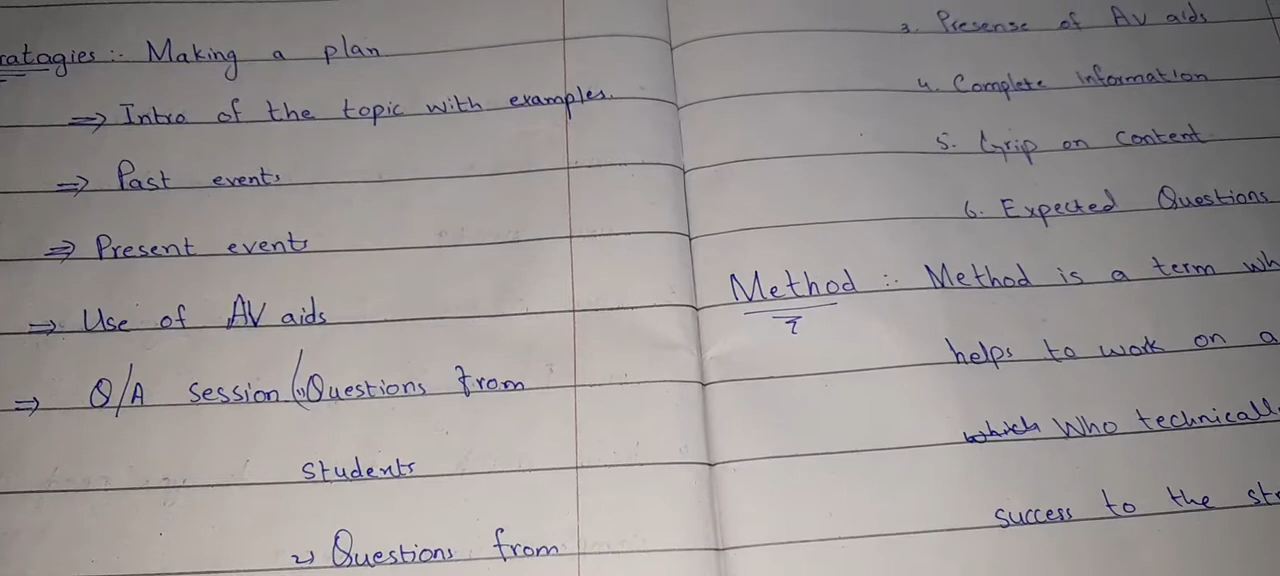 ratagies :- Making a plan
⇒ Intro of the topic with examples.
⇒ Past events
⇒ Present events
⇒ Use of AV aids
⇒ Q/A session (1) Questions from
students
2) Questions from
3. Presense of AV aids
4. Complete information
5. Grip on Content
6. Expected Questions
Method :- Method is a term wh
helps to work on a
which Who technicall
success to the st